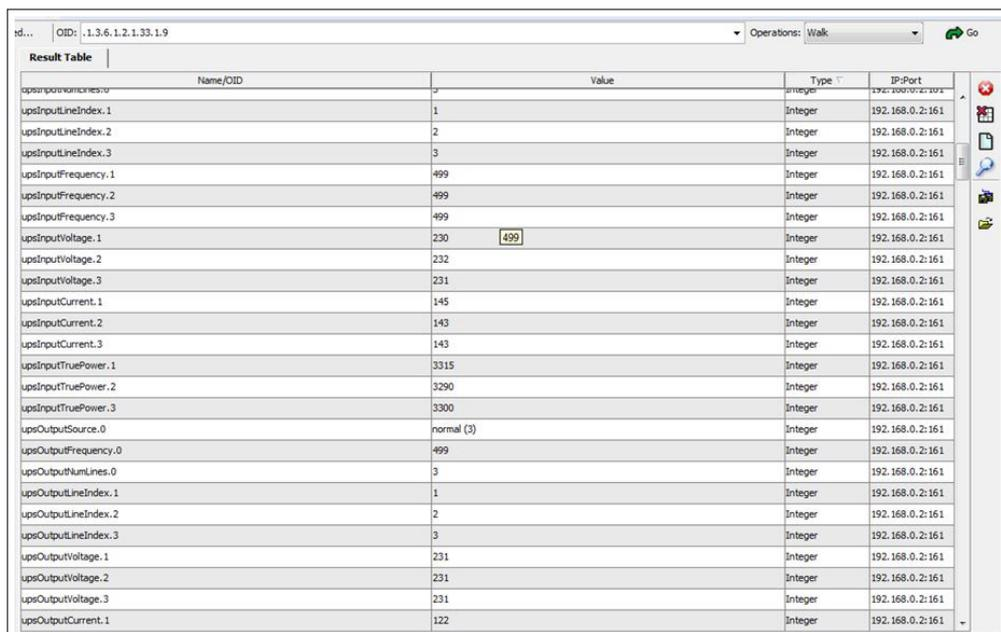 ed... OID: .1.3.6.1.2.1.33.1.9 Operations: Walk Go
Result Table
Name/OID Value Type IP:Port
upsInputNumLines.0 3 Integer 192.168.0.2:161
upsInputLineIndex.1 1 Integer 192.168.0.2:161
upsInputLineIndex.2 2 Integer 192.168.0.2:161
upsInputLineIndex.3 3 Integer 192.168.0.2:161
upsInputFrequency.1 499 Integer 192.168.0.2:161
upsInputFrequency.2 499 Integer 192.168.0.2:161
upsInputFrequency.3 499 Integer 192.168.0.2:161
upsInputVoltage.1 230 499 Integer 192.168.0.2:161
upsInputVoltage.2 232 Integer 192.168.0.2:161
upsInputVoltage.3 231 Integer 192.168.0.2:161
upsInputCurrent.1 145 Integer 192.168.0.2:161
upsInputCurrent.2 143 Integer 192.168.0.2:161
upsInputCurrent.3 143 Integer 192.168.0.2:161
upsInputTruePower.1 3315 Integer 192.168.0.2:161
upsInputTruePower.2 3290 Integer 192.168.0.2:161
upsInputTruePower.3 3300 Integer 192.168.0.2:161
upsOutputSource.0 normal (3) Integer 192.168.0.2:161
upsOutputFrequency.0 499 Integer 192.168.0.2:161
upsOutputNumLines.0 3 Integer 192.168.0.2:161
upsOutputLineIndex.1 1 Integer 192.168.0.2:161
upsOutputLineIndex.2 2 Integer 192.168.0.2:161
upsOutputLineIndex.3 3 Integer 192.168.0.2:161
upsOutputVoltage.1 231 Integer 192.168.0.2:161
upsOutputVoltage.2 231 Integer 192.168.0.2:161
upsOutputVoltage.3 231 Integer 192.168.0.2:161
upsOutputCurrent.1 122 Integer 192.168.0.2:161